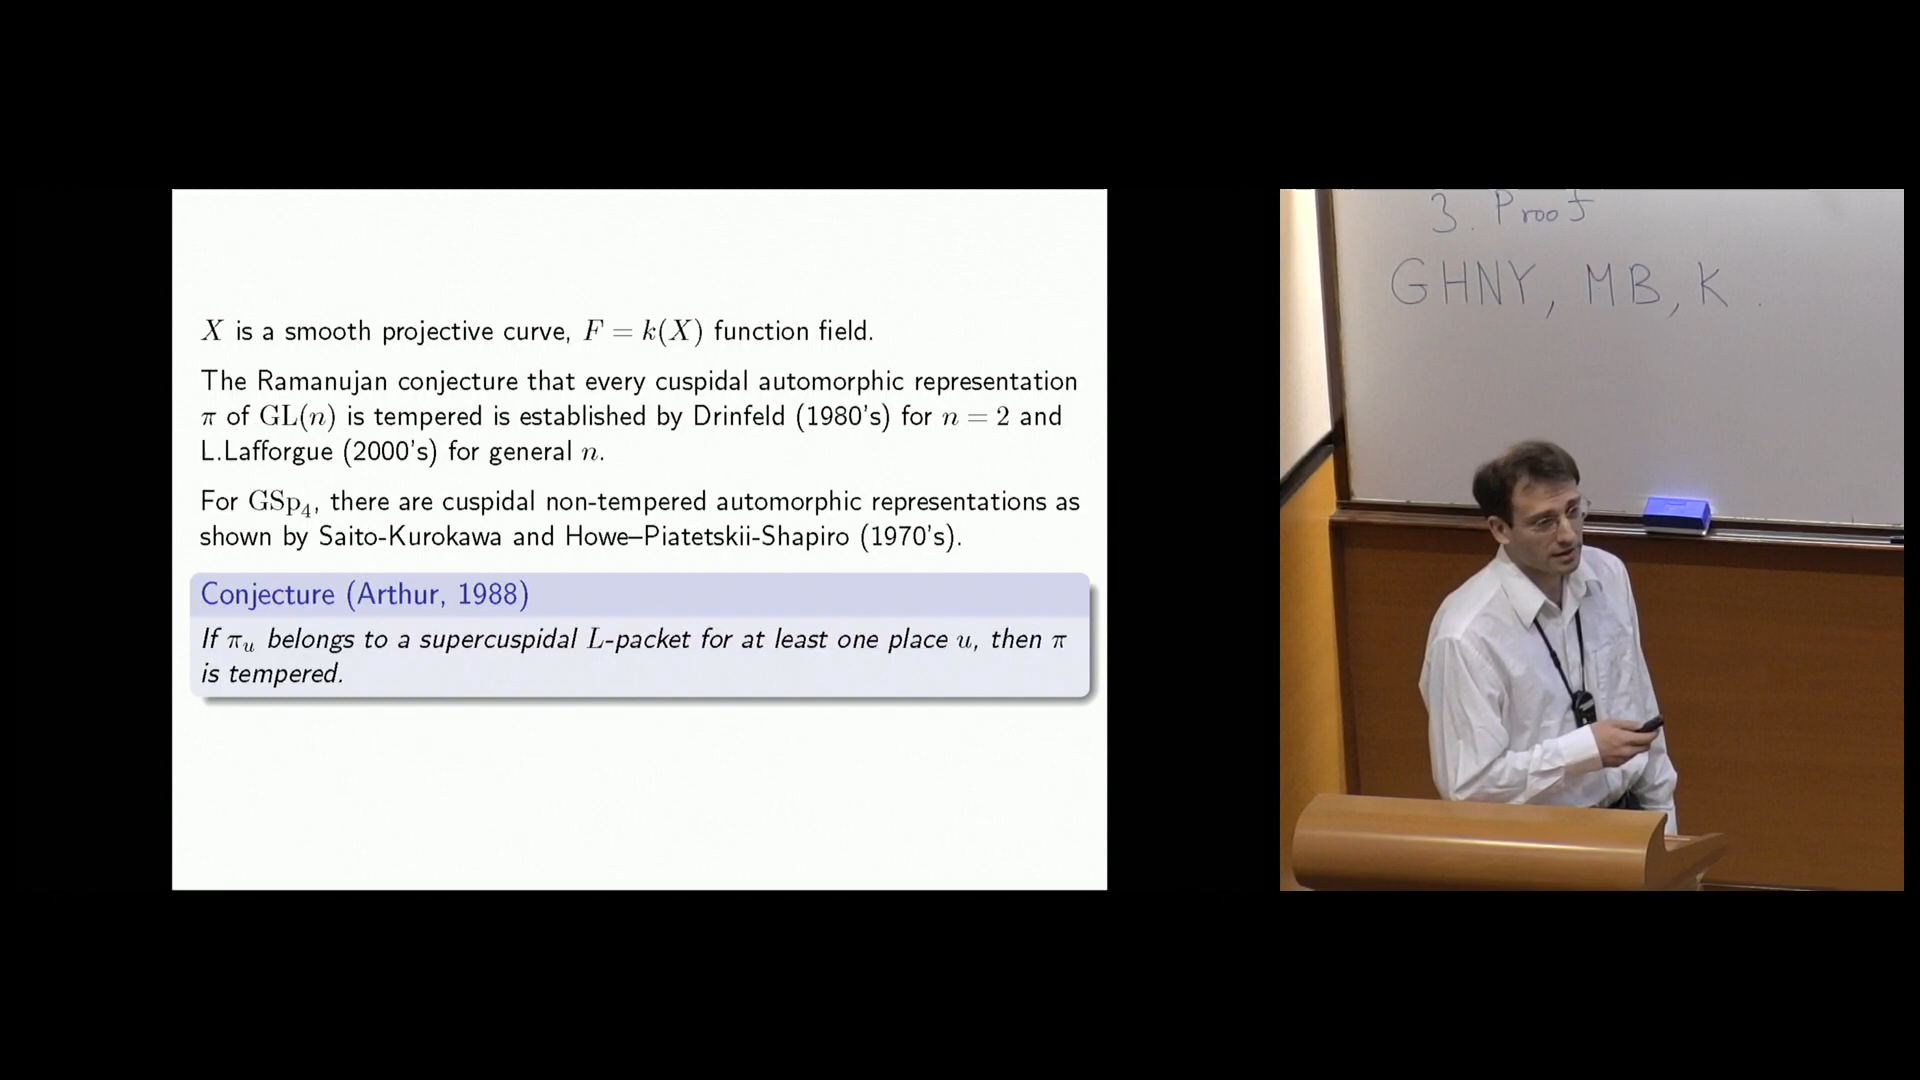 X is a smooth projective curve, F = k(X) function field.
The Ramanujan conjecture that every cuspidal automorphic representation
π of GL(n) is tempered is established by Drinfeld (1980's) for n = 2 and
L.Lafforgue (2000's) for general n.
For GSp₄, there are cuspidal non-tempered automorphic representations as
shown by Saito-Kurokawa and Howe–Piatetskii-Shapiro (1970's).
Conjecture (Arthur, 1988)
If πᵤ belongs to a supercuspidal L-packet for at least one place u, then π
is tempered.
3. Proof
GHNY, MB, K.